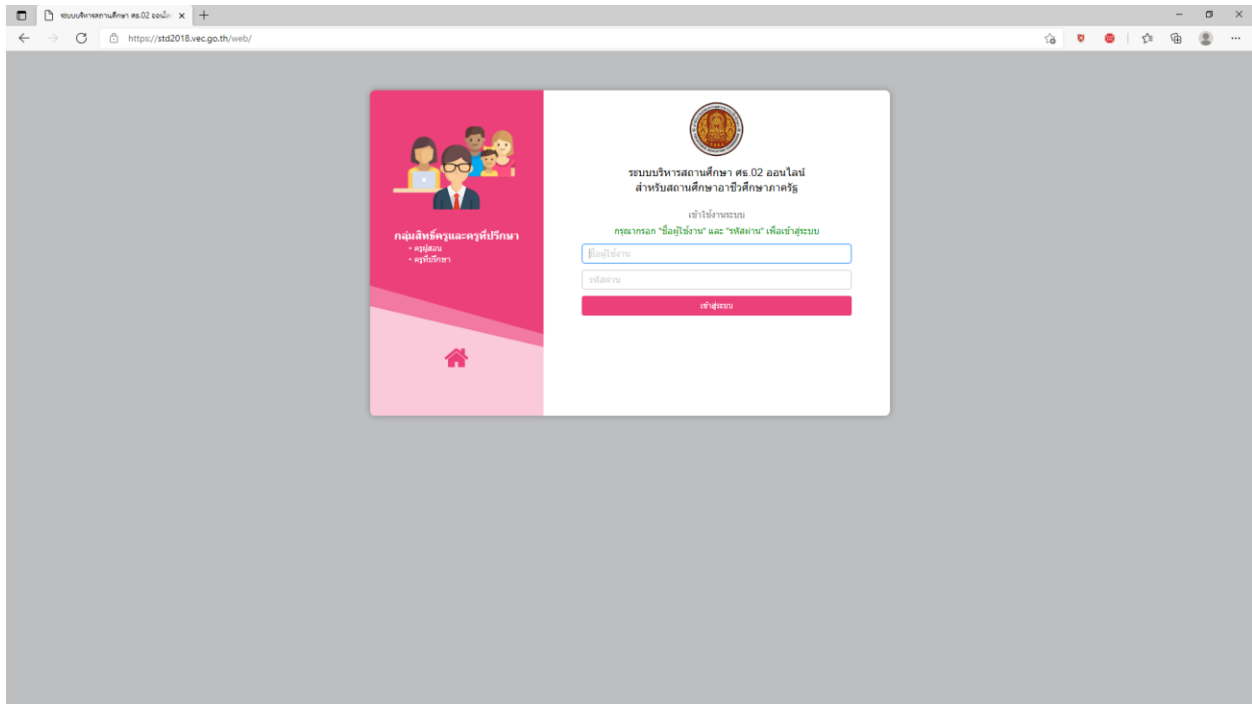 ระบบบริหารสถานศึกษา ศธ.02 ออนไล
https://std2018.vec.go.th/web/
กลุ่มสิทธิ์ครูและครูที่ปรึกษา
• ครูผู้สอน
• ครูที่ปรึกษา
ระบบบริหารสถานศึกษา ศธ.02 ออนไลน์
สำหรับสถานศึกษาอาชีวศึกษาภาครัฐ
เข้าใช้งานระบบ
กรุณากรอก "ชื่อผู้ใช้งาน" และ "รหัสผ่าน" เพื่อเข้าสู่ระบบ
ชื่อผู้ใช้งาน
รหัสผ่าน
เข้าสู่ระบบ